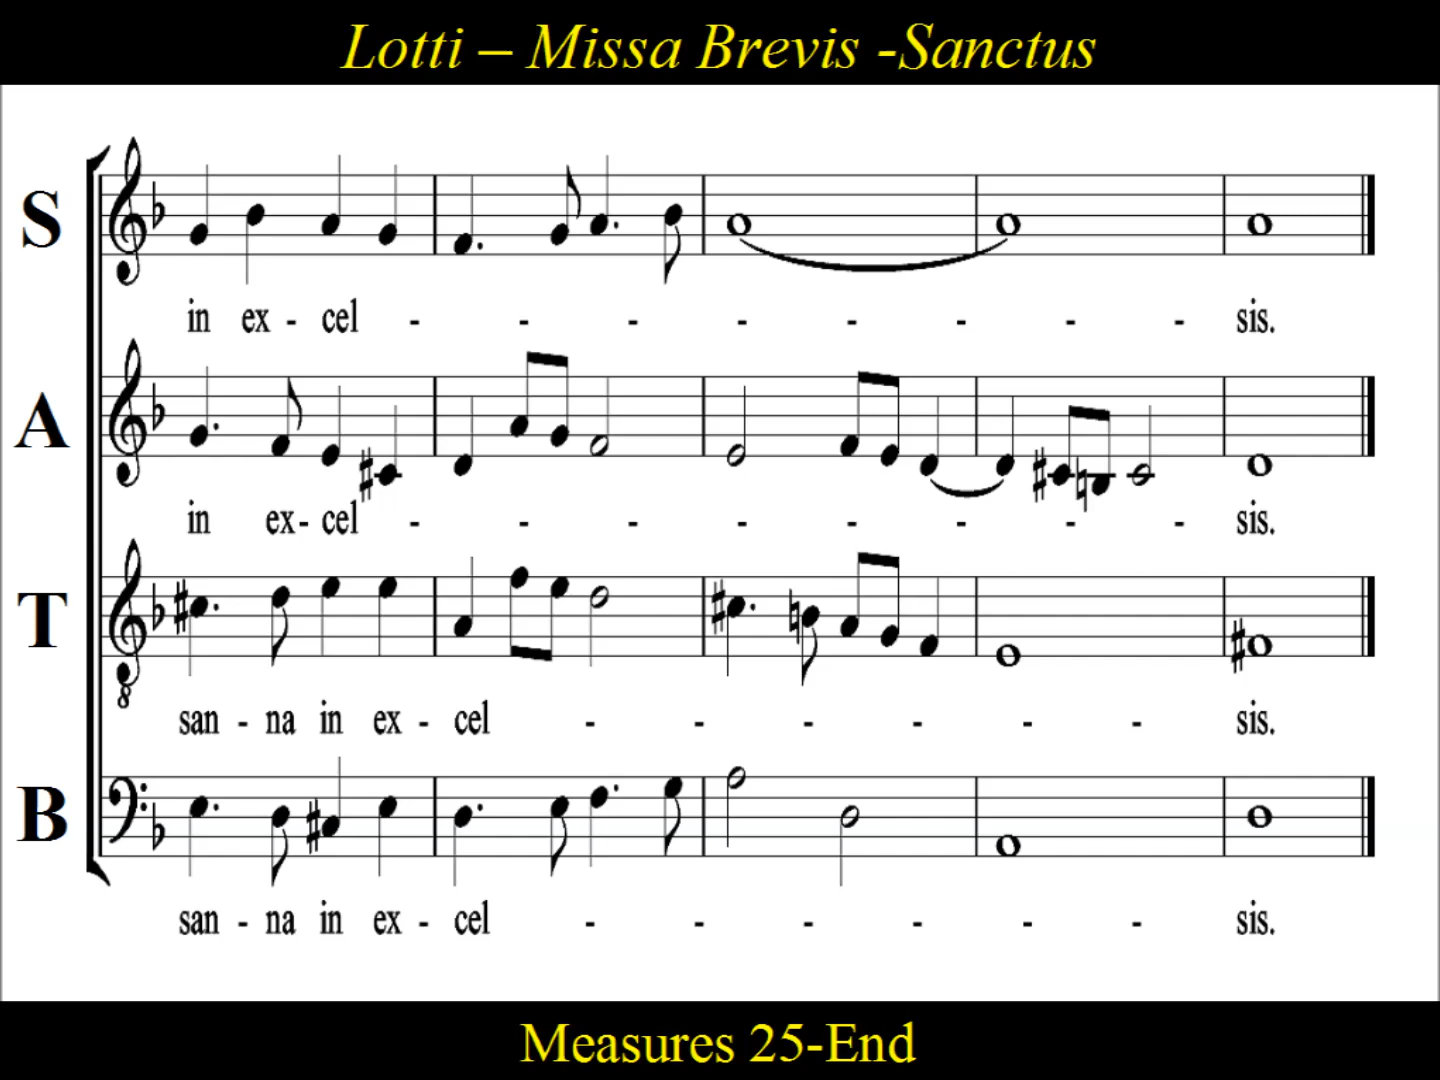 Lotti – Missa Brevis -Sanctus
S
in ex - cel - - - - - - - - sis.
A
in ex- cel - - - - - - - - sis.
T
8
san - na in ex - cel - - - - - - sis.
B
san - na in ex - cel - - - - - - sis.
Measures 25-End